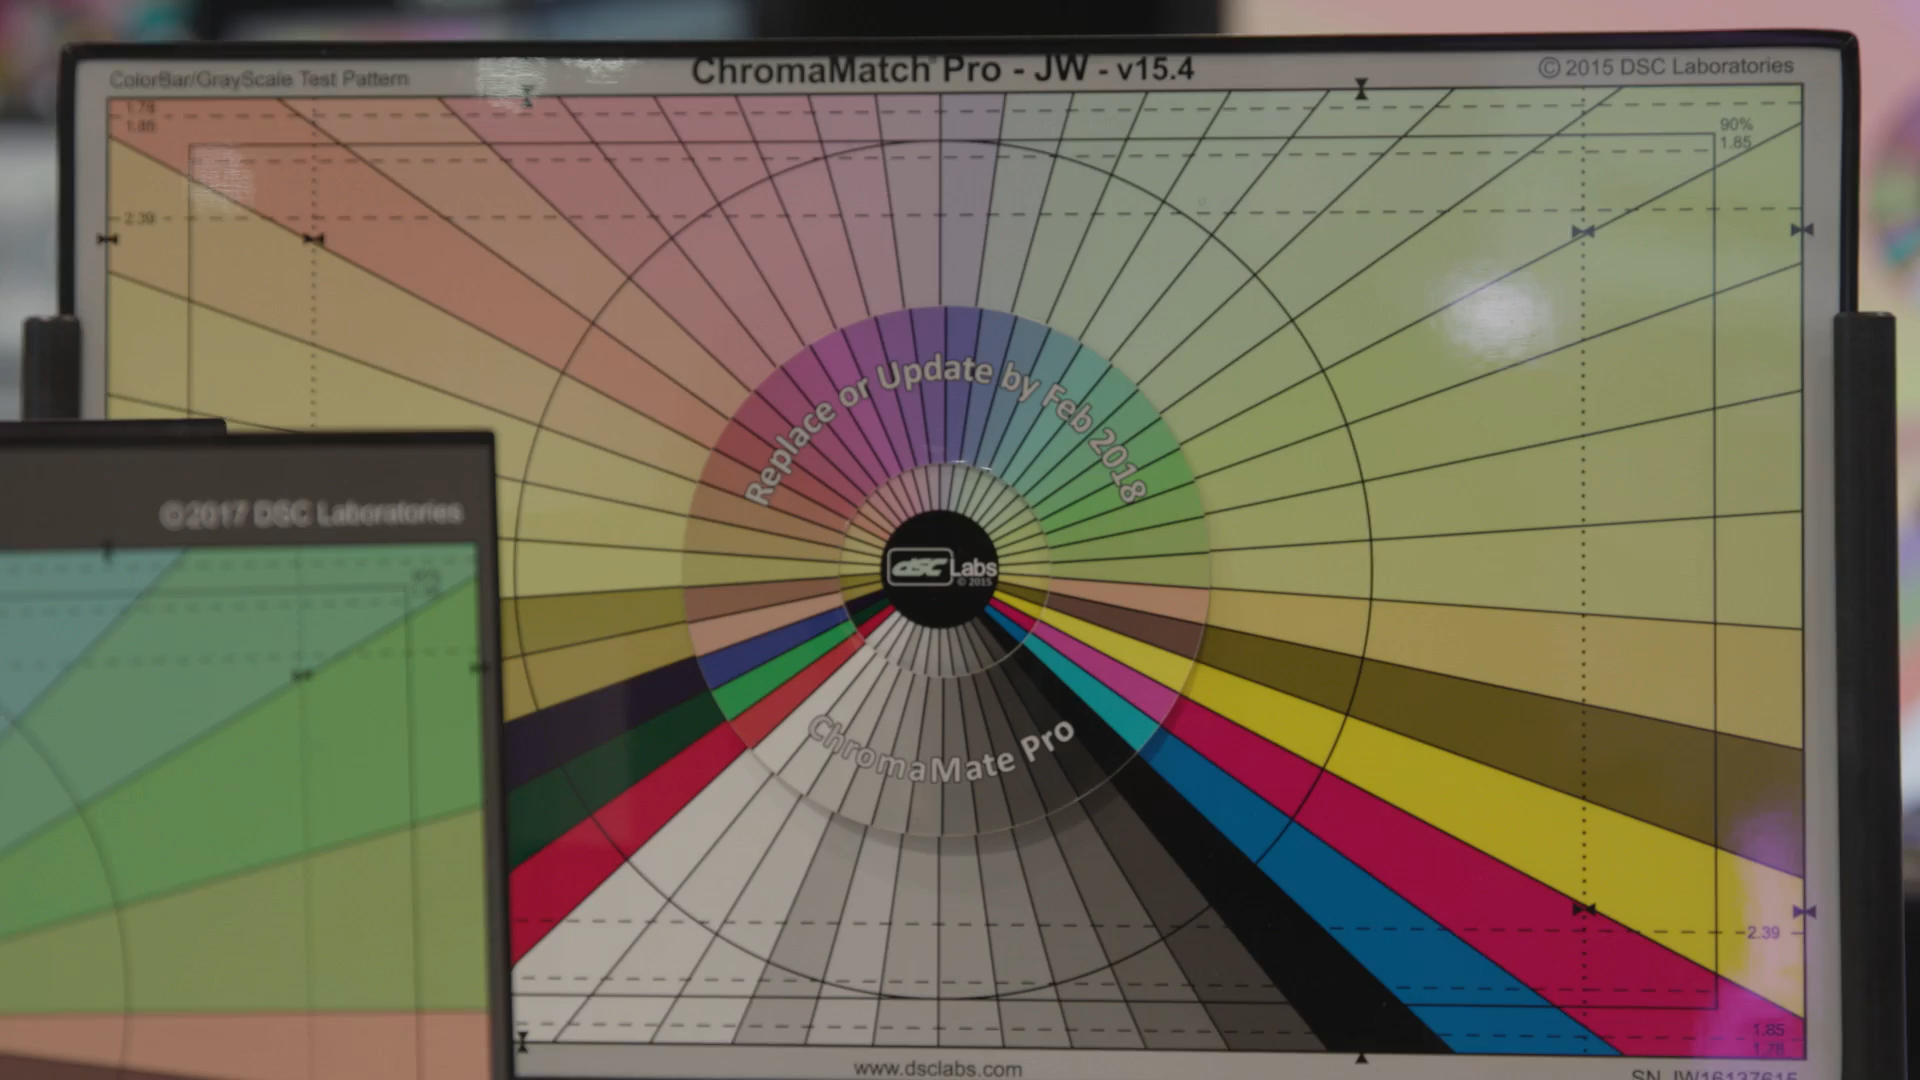 ColorBar/GrayScale Test Pattern
ChromaMatch Pro - JW - v15.4
© 2015 DSC Laboratories
1.78
1.85
90%
1.85
2.39
Replace or Update by Feb 2018
©2017 DSC Laboratories
dsc Labs
© 2015
ChromaMate Pro
2.39
1.85
1.78
www.dsclabs.com
SN JW16137615